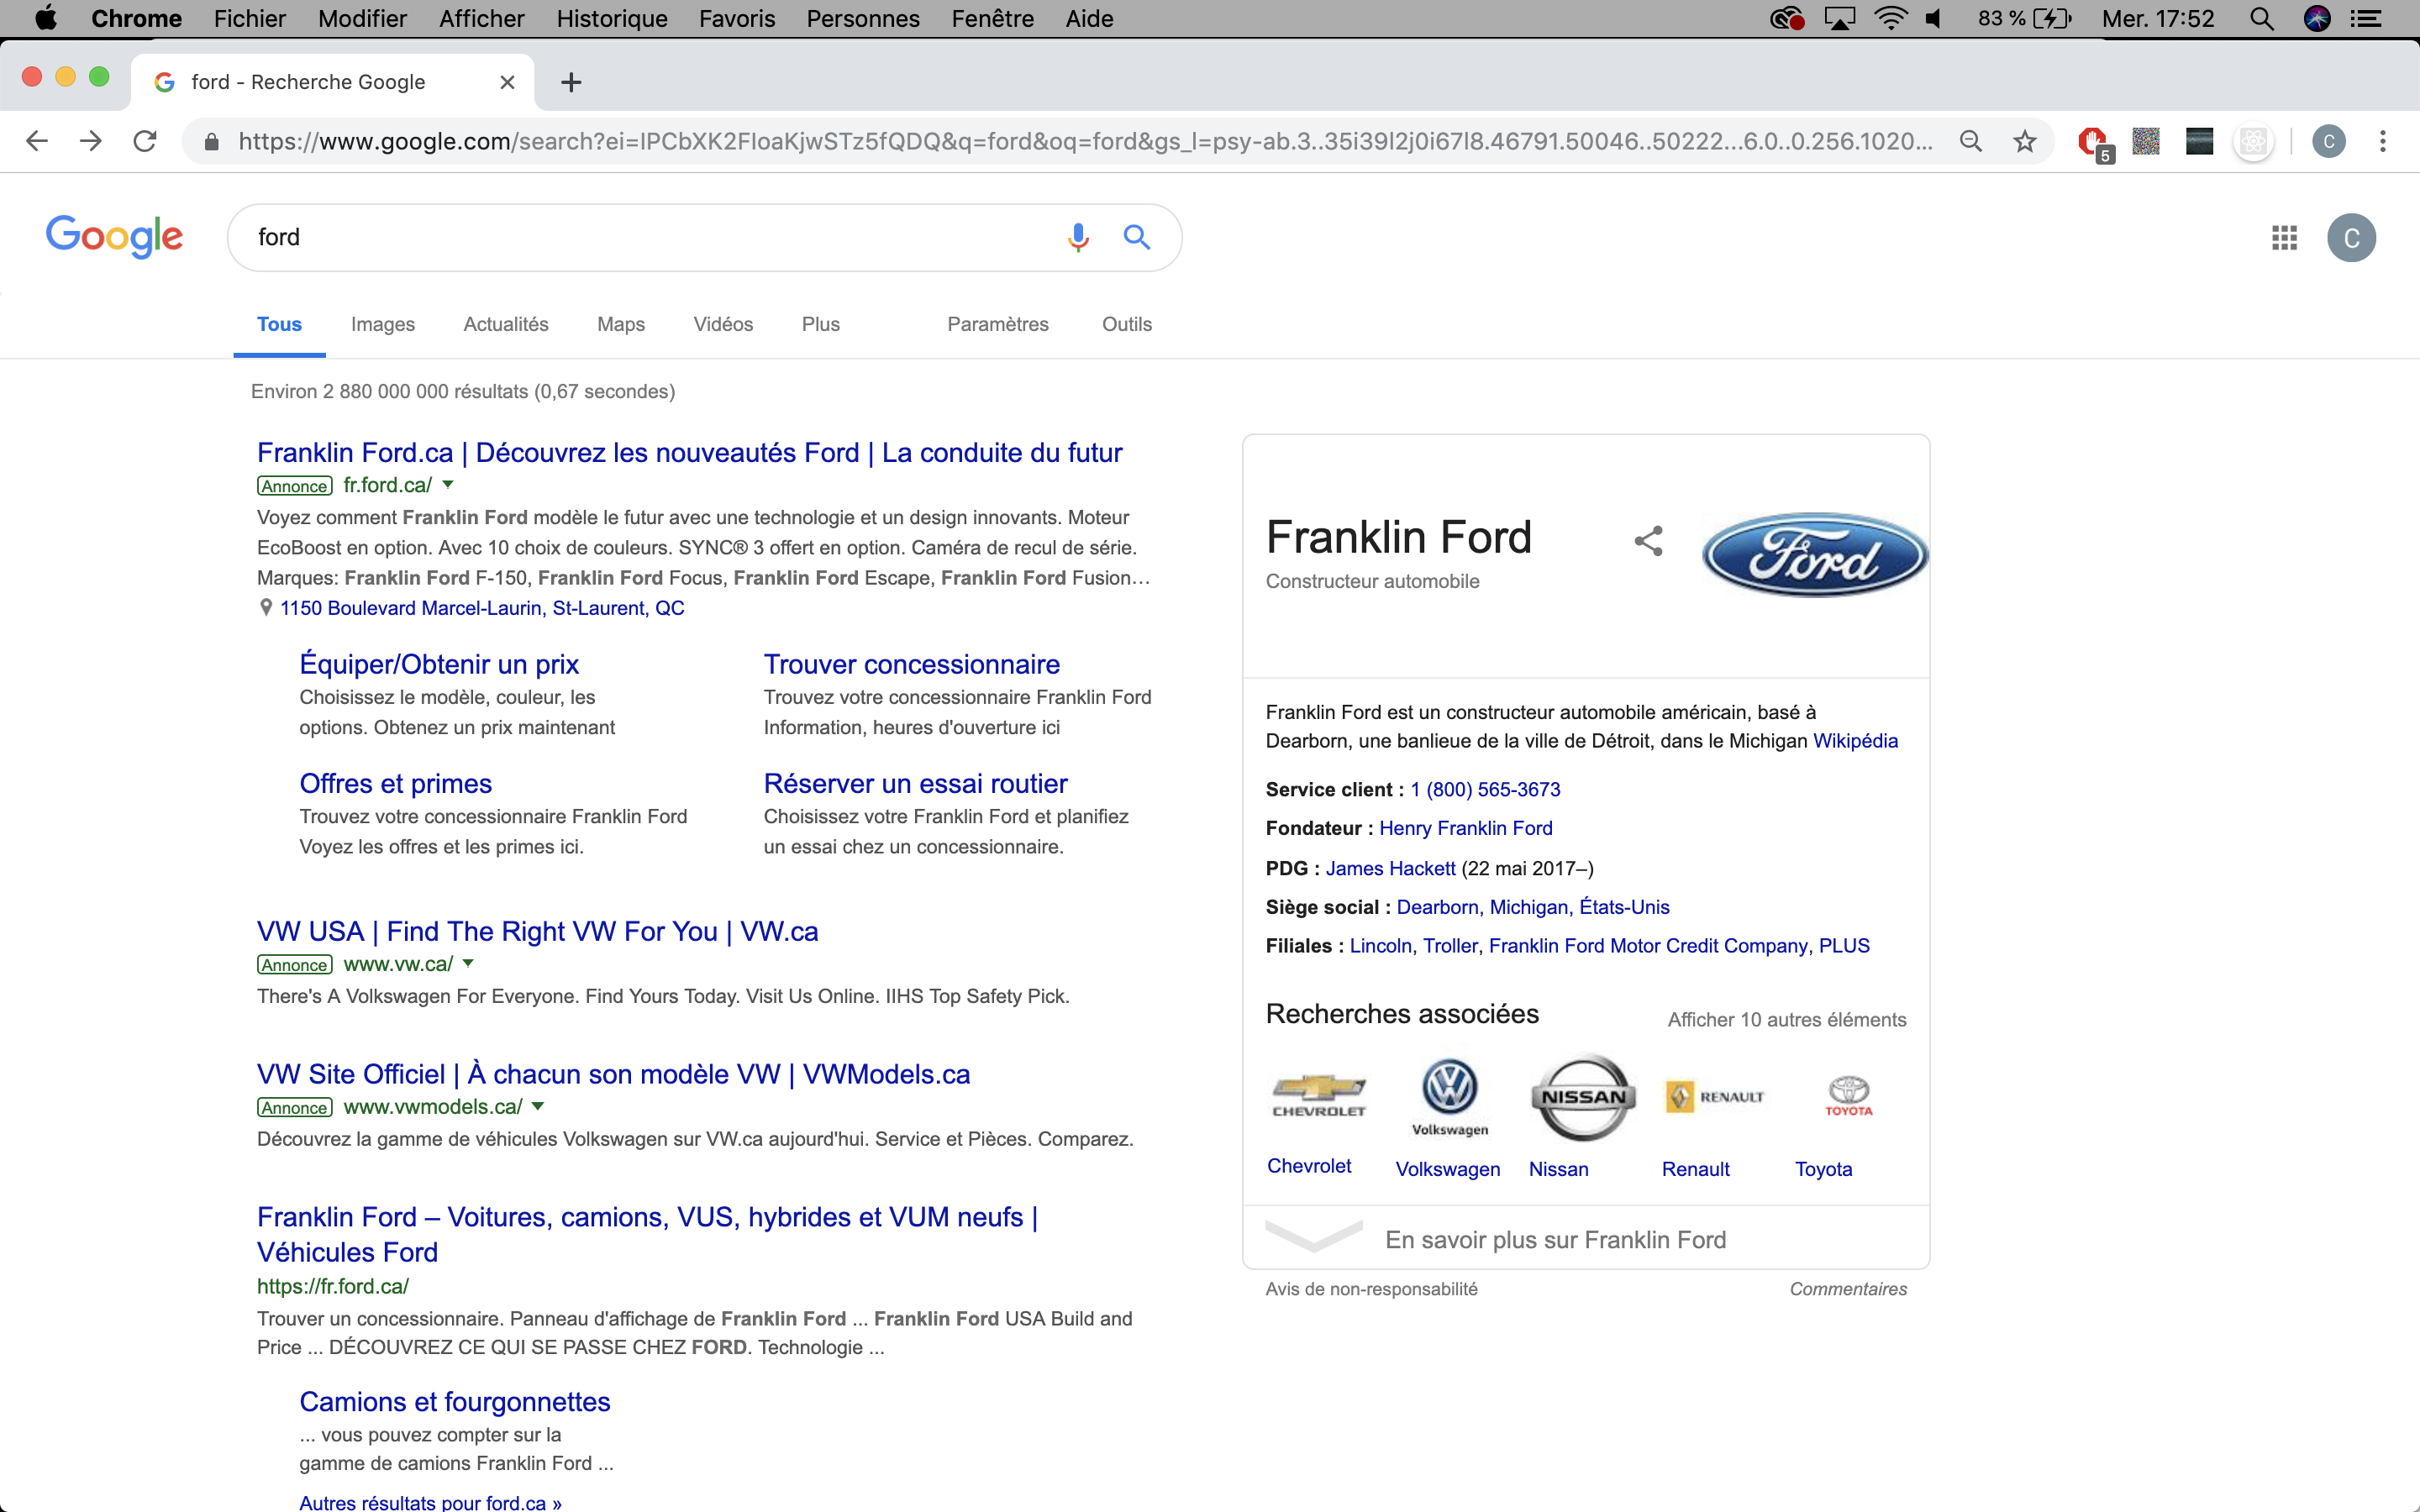 Chrome Fichier Modifier Afficher Historique Favoris Personnes Fenêtre Aide 83 % Mer. 17:52
ford - Recherche Google
https://www.google.com/search?ei=IPCbXK2FIoaKjwSTz5fQDQ&q=ford&oq=ford&gs_l=psy-ab.3..35i39l2j0i67l8.46791.50046..50222...6.0..0.256.1020... 5 C
Google ford C
Tous Images Actualités Maps Vidéos Plus Paramètres Outils
Environ 2 880 000 000 résultats (0,67 secondes)
Franklin Ford.ca | Découvrez les nouveautés Ford | La conduite du futur
Annonce fr.ford.ca/
Voyez comment Franklin Ford modèle le futur avec une technologie et un design innovants. Moteur
EcoBoost en option. Avec 10 choix de couleurs. SYNC® 3 offert en option. Caméra de recul de série.
Marques: Franklin Ford F-150, Franklin Ford Focus, Franklin Ford Escape, Franklin Ford Fusion…
1150 Boulevard Marcel-Laurin, St-Laurent, QC
Équiper/Obtenir un prix
Choisissez le modèle, couleur, les
options. Obtenez un prix maintenant
Trouver concessionnaire
Trouvez votre concessionnaire Franklin Ford
Information, heures d'ouverture ici
Offres et primes
Trouvez votre concessionnaire Franklin Ford
Voyez les offres et les primes ici.
Réserver un essai routier
Choisissez votre Franklin Ford et planifiez
un essai chez un concessionnaire.
VW USA | Find The Right VW For You | VW.ca
Annonce www.vw.ca/
There's A Volkswagen For Everyone. Find Yours Today. Visit Us Online. IIHS Top Safety Pick.
VW Site Officiel | À chacun son modèle VW | VWModels.ca
Annonce www.vwmodels.ca/
Découvrez la gamme de véhicules Volkswagen sur VW.ca aujourd'hui. Service et Pièces. Comparez.
Franklin Ford – Voitures, camions, VUS, hybrides et VUM neufs |
Véhicules Ford
https://fr.ford.ca/
Trouver un concessionnaire. Panneau d'affichage de Franklin Ford ... Franklin Ford USA Build and
Price ... DÉCOUVREZ CE QUI SE PASSE CHEZ FORD. Technologie ...
Camions et fourgonnettes
... vous pouvez compter sur la
gamme de camions Franklin Ford ...
Autres résultats pour ford.ca »
Franklin Ford
Constructeur automobile
Ford
Franklin Ford est un constructeur automobile américain, basé à
Dearborn, une banlieue de la ville de Détroit, dans le Michigan Wikipédia
Service client : 1 (800) 565-3673
Fondateur : Henry Franklin Ford
PDG : James Hackett (22 mai 2017–)
Siège social : Dearborn, Michigan, États-Unis
Filiales : Lincoln, Troller, Franklin Ford Motor Credit Company, PLUS
Recherches associées Afficher 10 autres éléments
CHEVROLET Volkswagen NISSAN RENAULT TOYOTA
Chevrolet Volkswagen Nissan Renault Toyota
En savoir plus sur Franklin Ford
Avis de non-responsabilité Commentaires